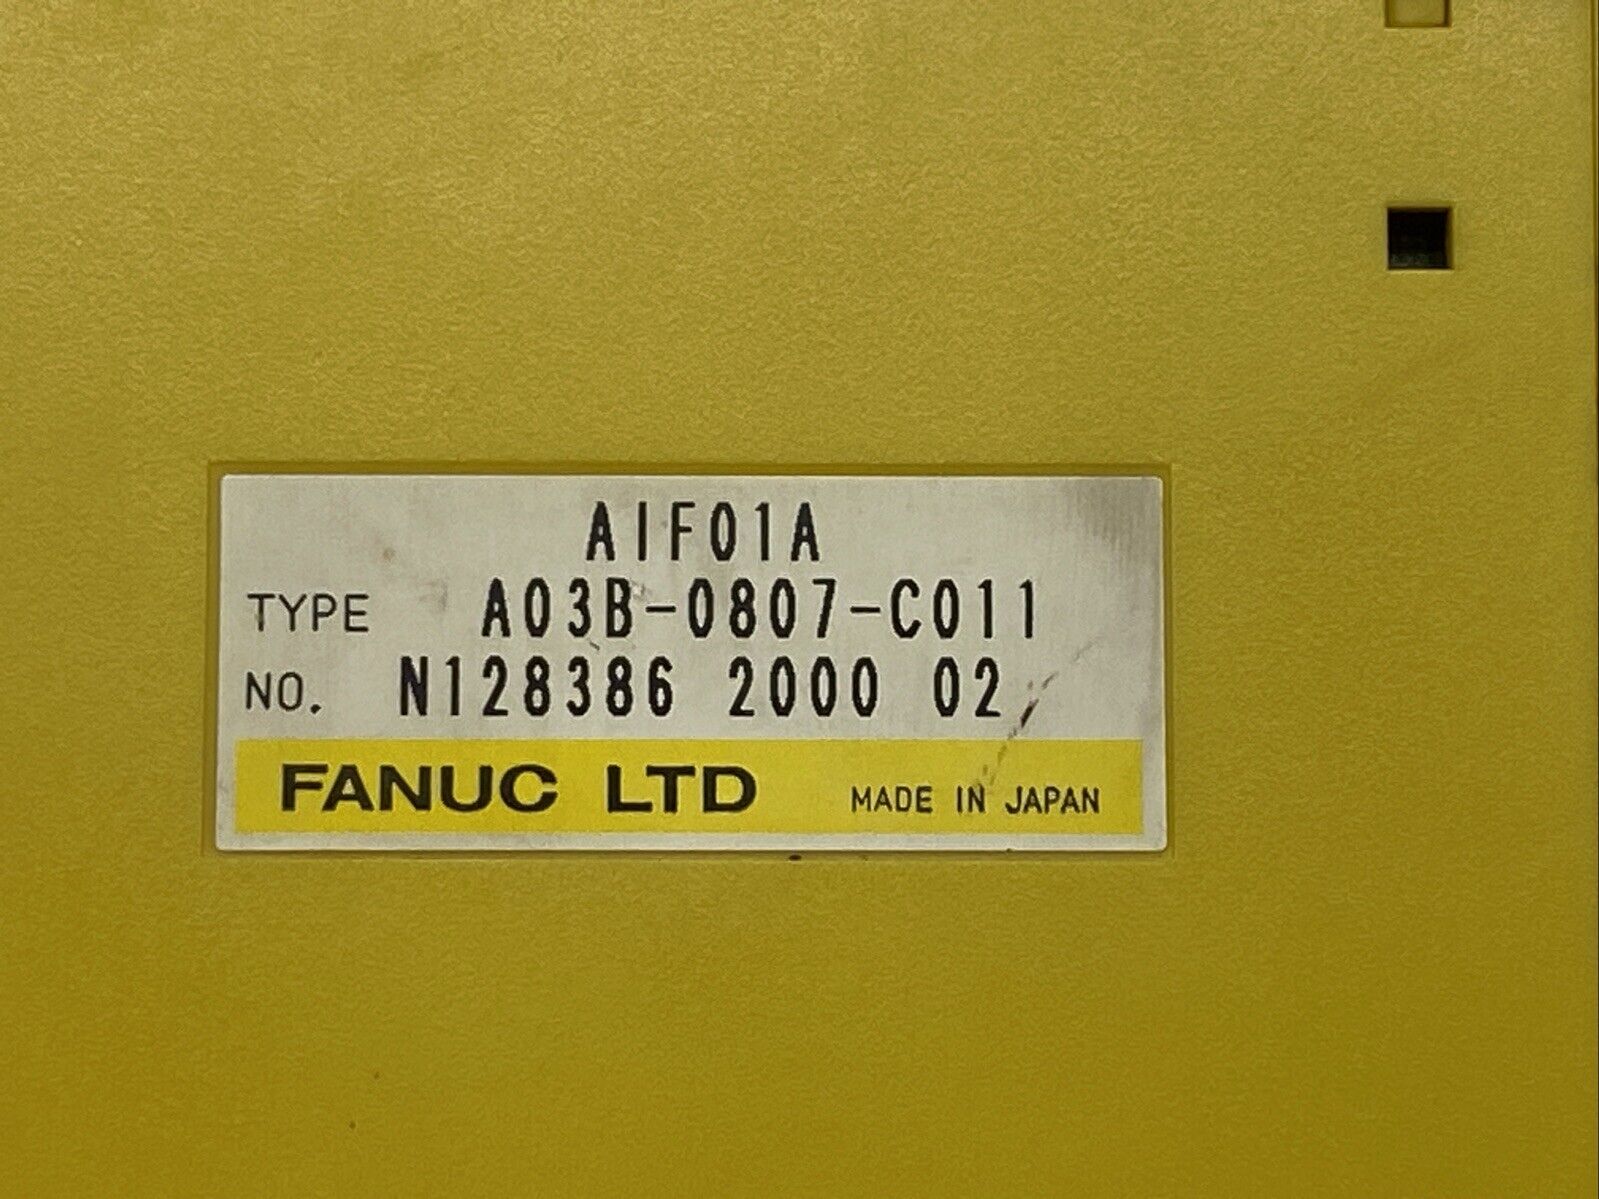 AIF01A
TYPE A03B-0807-C011
NO. N128386 2000 02
FANUC LTD MADE IN JAPAN